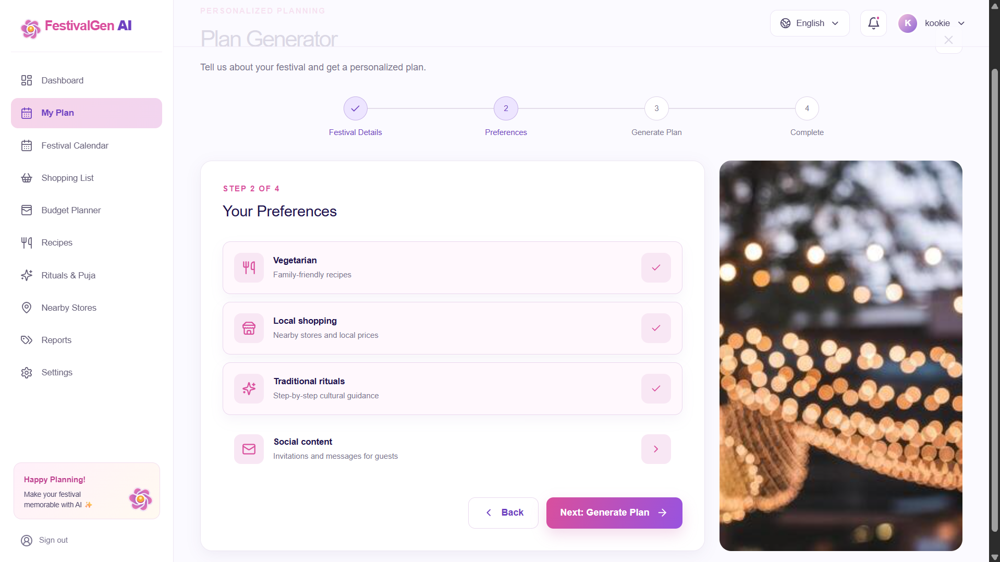 FestivalGen AI
Dashboard
My Plan
Festival Calendar
Shopping List
Budget Planner
Recipes
Rituals & Puja
Nearby Stores
Reports
Settings
Happy Planning!
Make your festival
memorable with AI ✨
Sign out
PERSONALIZED PLANNING
Plan Generator
Tell us about your festival and get a personalized plan.
English
K
kookie
2
3
4
Festival Details
Preferences
Generate Plan
Complete
STEP 2 OF 4
Your Preferences
Vegetarian
Family-friendly recipes
Local shopping
Nearby stores and local prices
Traditional rituals
Step-by-step cultural guidance
Social content
Invitations and messages for guests
Back
Next: Generate Plan